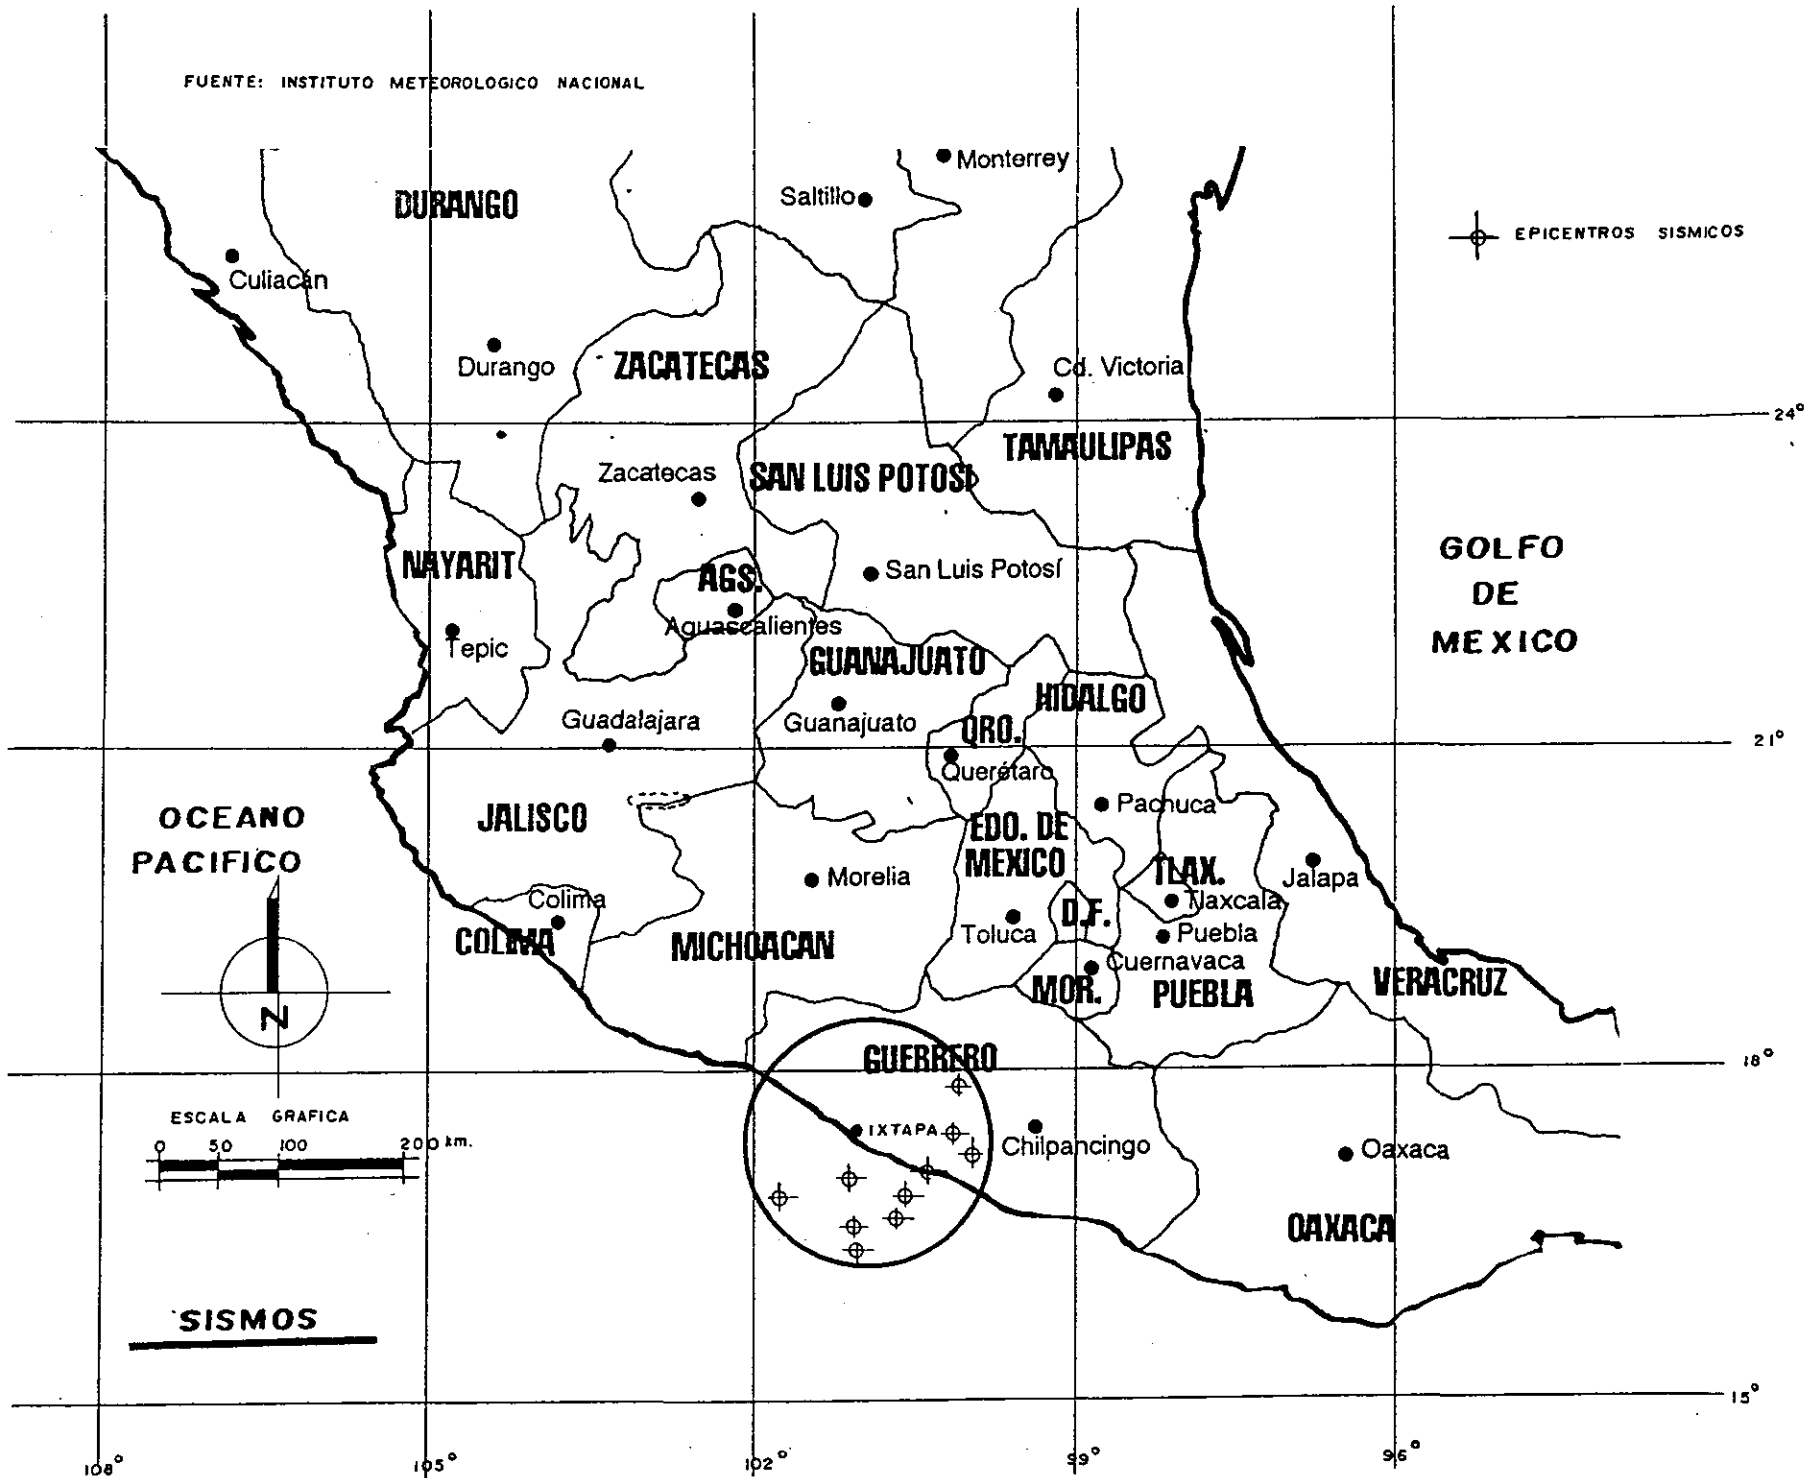 FUENTE: INSTITUTO METEOROLOGICO NACIONAL
Monterrey
Saltillo
DURANGO
EPICENTROS SISMICOS
Culiacán
Durango
ZACATECAS
Cd. Victoria
24°
TAMAULIPAS
Zacatecas
SAN LUIS POTOSI
GOLFO
DE
MEXICO
NAYARIT
AGS.
San Luis Potosí
Aguascalientes
Tepic
GUANAJUATO
HIDALGO
Guadalajara
Guanajuato
QRO.
21°
Querétaro
OCEANO
PACIFICO
JALISCO
Pachuca
EDO. DE
MEXICO
Morelia
TLAX.
Jalapa
Colima
Tlaxcala
D.F.
COLIMA
MICHOACAN
Toluca
Puebla
Cuernavaca
MOR.
PUEBLA
VERACRUZ
N
GUERRERO
18°
ESCALA GRAFICA
0 50 100 200 km.
IXTAPA
Chilpancingo
Oaxaca
OAXACA
SISMOS
15°
108° 105° 102° 99° 96°